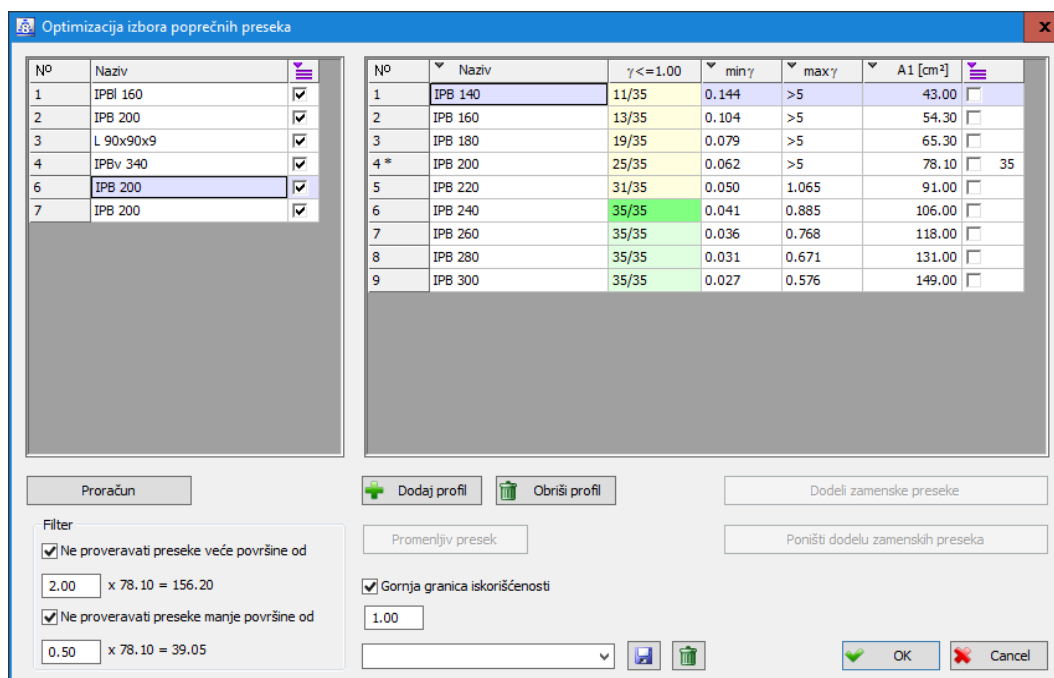 Optimizacija izbora poprečnih preseka x
Nº Naziv
1 IPBl 160
2 IPB 200
3 L 90x90x9
4 IPBv 340
6 IPB 200
7 IPB 200
Nº Naziv γ<=1.00 min γ max γ A1 [cm²]
1 IPB 140 11/35 0.144 >5 43.00
2 IPB 160 13/35 0.104 >5 54.30
3 IPB 180 19/35 0.079 >5 65.30
4 * IPB 200 25/35 0.062 >5 78.10 35
5 IPB 220 31/35 0.050 1.065 91.00
6 IPB 240 35/35 0.041 0.885 106.00
7 IPB 260 35/35 0.036 0.768 118.00
8 IPB 280 35/35 0.031 0.671 131.00
9 IPB 300 35/35 0.027 0.576 149.00
Proračun
Filter
Ne proveravati preseke veće površine od
2.00 x 78.10 = 156.20
Ne proveravati preseke manje površine od
0.50 x 78.10 = 39.05
Dodaj profil Obriši profil Dodeli zamenske preseke
Promenljiv presek Poništi dodelu zamenskih preseka
Gornja granica iskorišćenosti
1.00
OK Cancel